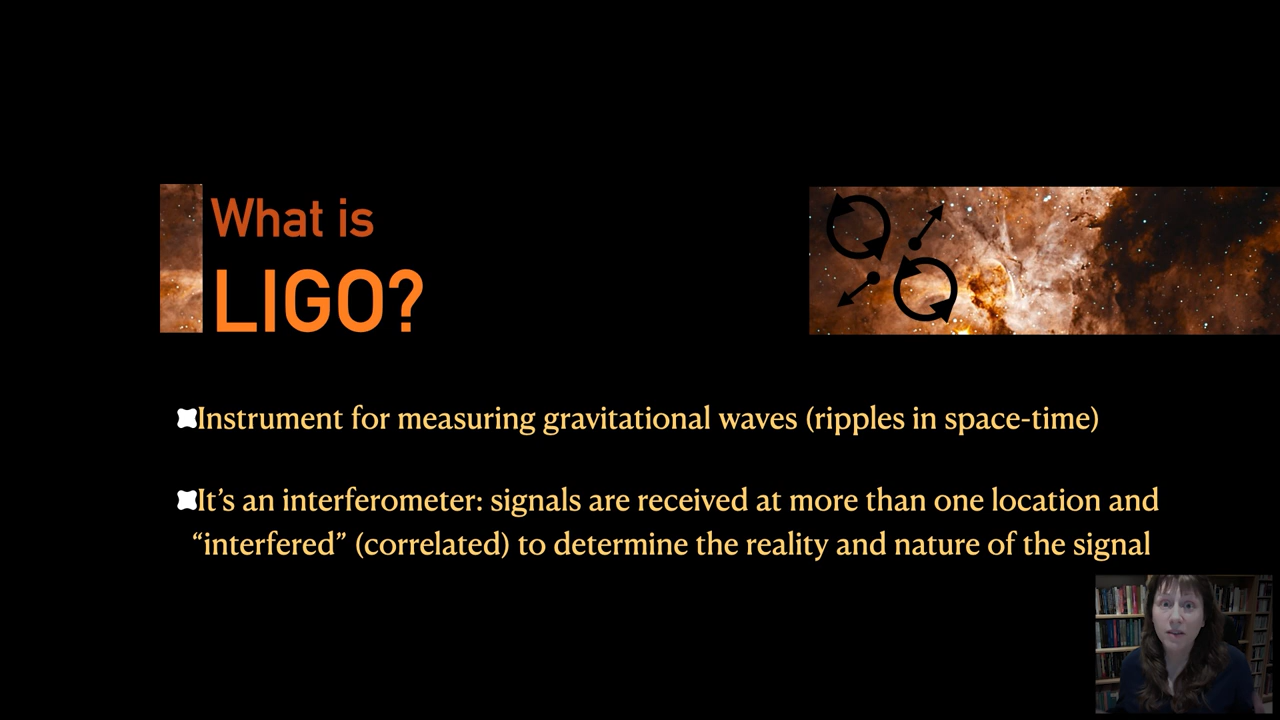 What is
LIGO?
Instrument for measuring gravitational waves (ripples in space-time)
It’s an interferometer: signals are received at more than one location and
“interfered” (correlated) to determine the reality and nature of the signal